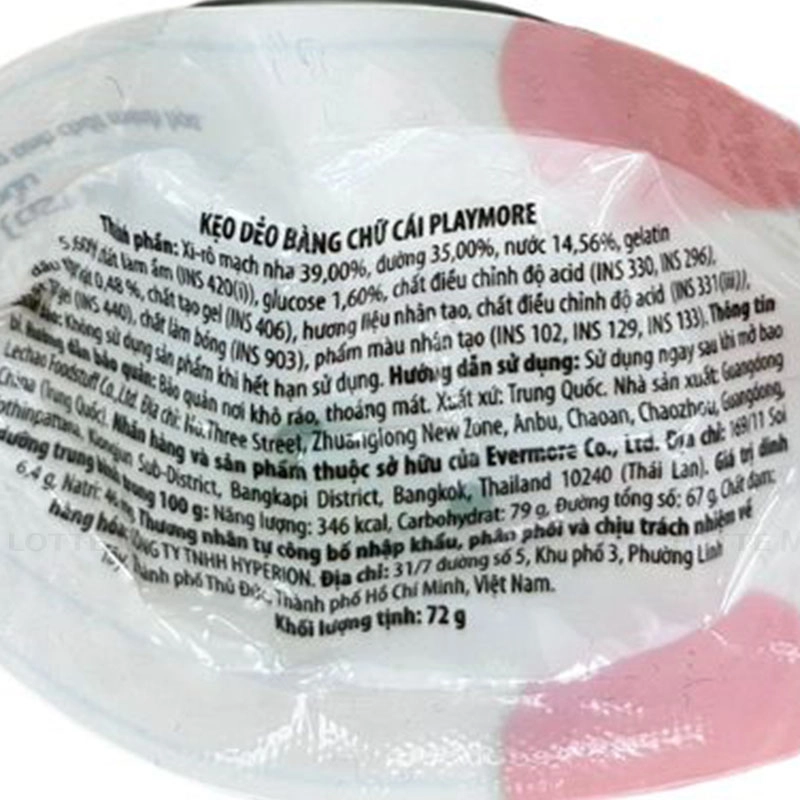 KẸO DẺO BẢNG CHỮ CÁI PLAYMORE
Thành phần: Xi-rô mạch nha 39,00%, đường 35,00%, nước 14,56%, gelatin
5,60%, chất làm ẩm (INS 420(i)), glucose 1,60%, chất điều chỉnh độ acid (INS 330, INS 296),
dầu 0,48 %, chất tạo gel (INS 406), hương liệu nhân tạo, chất điều chỉnh độ acid (INS 331(iii)),
gel (INS 440), chất làm bóng (INS 903), phẩm màu nhân tạo (INS 102, INS 129, INS 133). Thông tin
Không sử dụng sản phẩm khi hết hạn sử dụng. Hướng dẫn sử dụng: Sử dụng ngay sau khi mở bao
bì. Hướng dẫn bảo quản: Bảo quản nơi khô ráo, thoáng mát. Xuất xứ: Trung Quốc. Nhà sản xuất: Guangdong
Lechao Foodstuff Co., Ltd. Địa chỉ: Three Street, Zhuanglong New Zone, Anbu, Chaoan, Chaozhou, Guangdong,
China (Trung Quốc). Nhãn hàng và sản phẩm thuộc sở hữu của Evermore Co., Ltd. Địa chỉ: 169/11 Soi
Sub-District, Bangkapi District, Bangkok, Thailand 10240 (Thái Lan). Giá trị dinh
dưỡng trung bình trong 100 g: Năng lượng: 346 kcal, Carbohydrat: 79 g, Đường tổng số: 67 g, Chất đạm:
6,4 g, Natri: Thương nhân tự công bố nhập khẩu, phân phối và chịu trách nhiệm về
hàng hóa: CÔNG TY TNHH HYPERION. Địa chỉ: 31/7 đường số 5, Khu phố 3, Phường Linh
Thành phố Thủ Đức, Thành phố Hồ Chí Minh, Việt Nam.
Khối lượng tịnh: 72 g